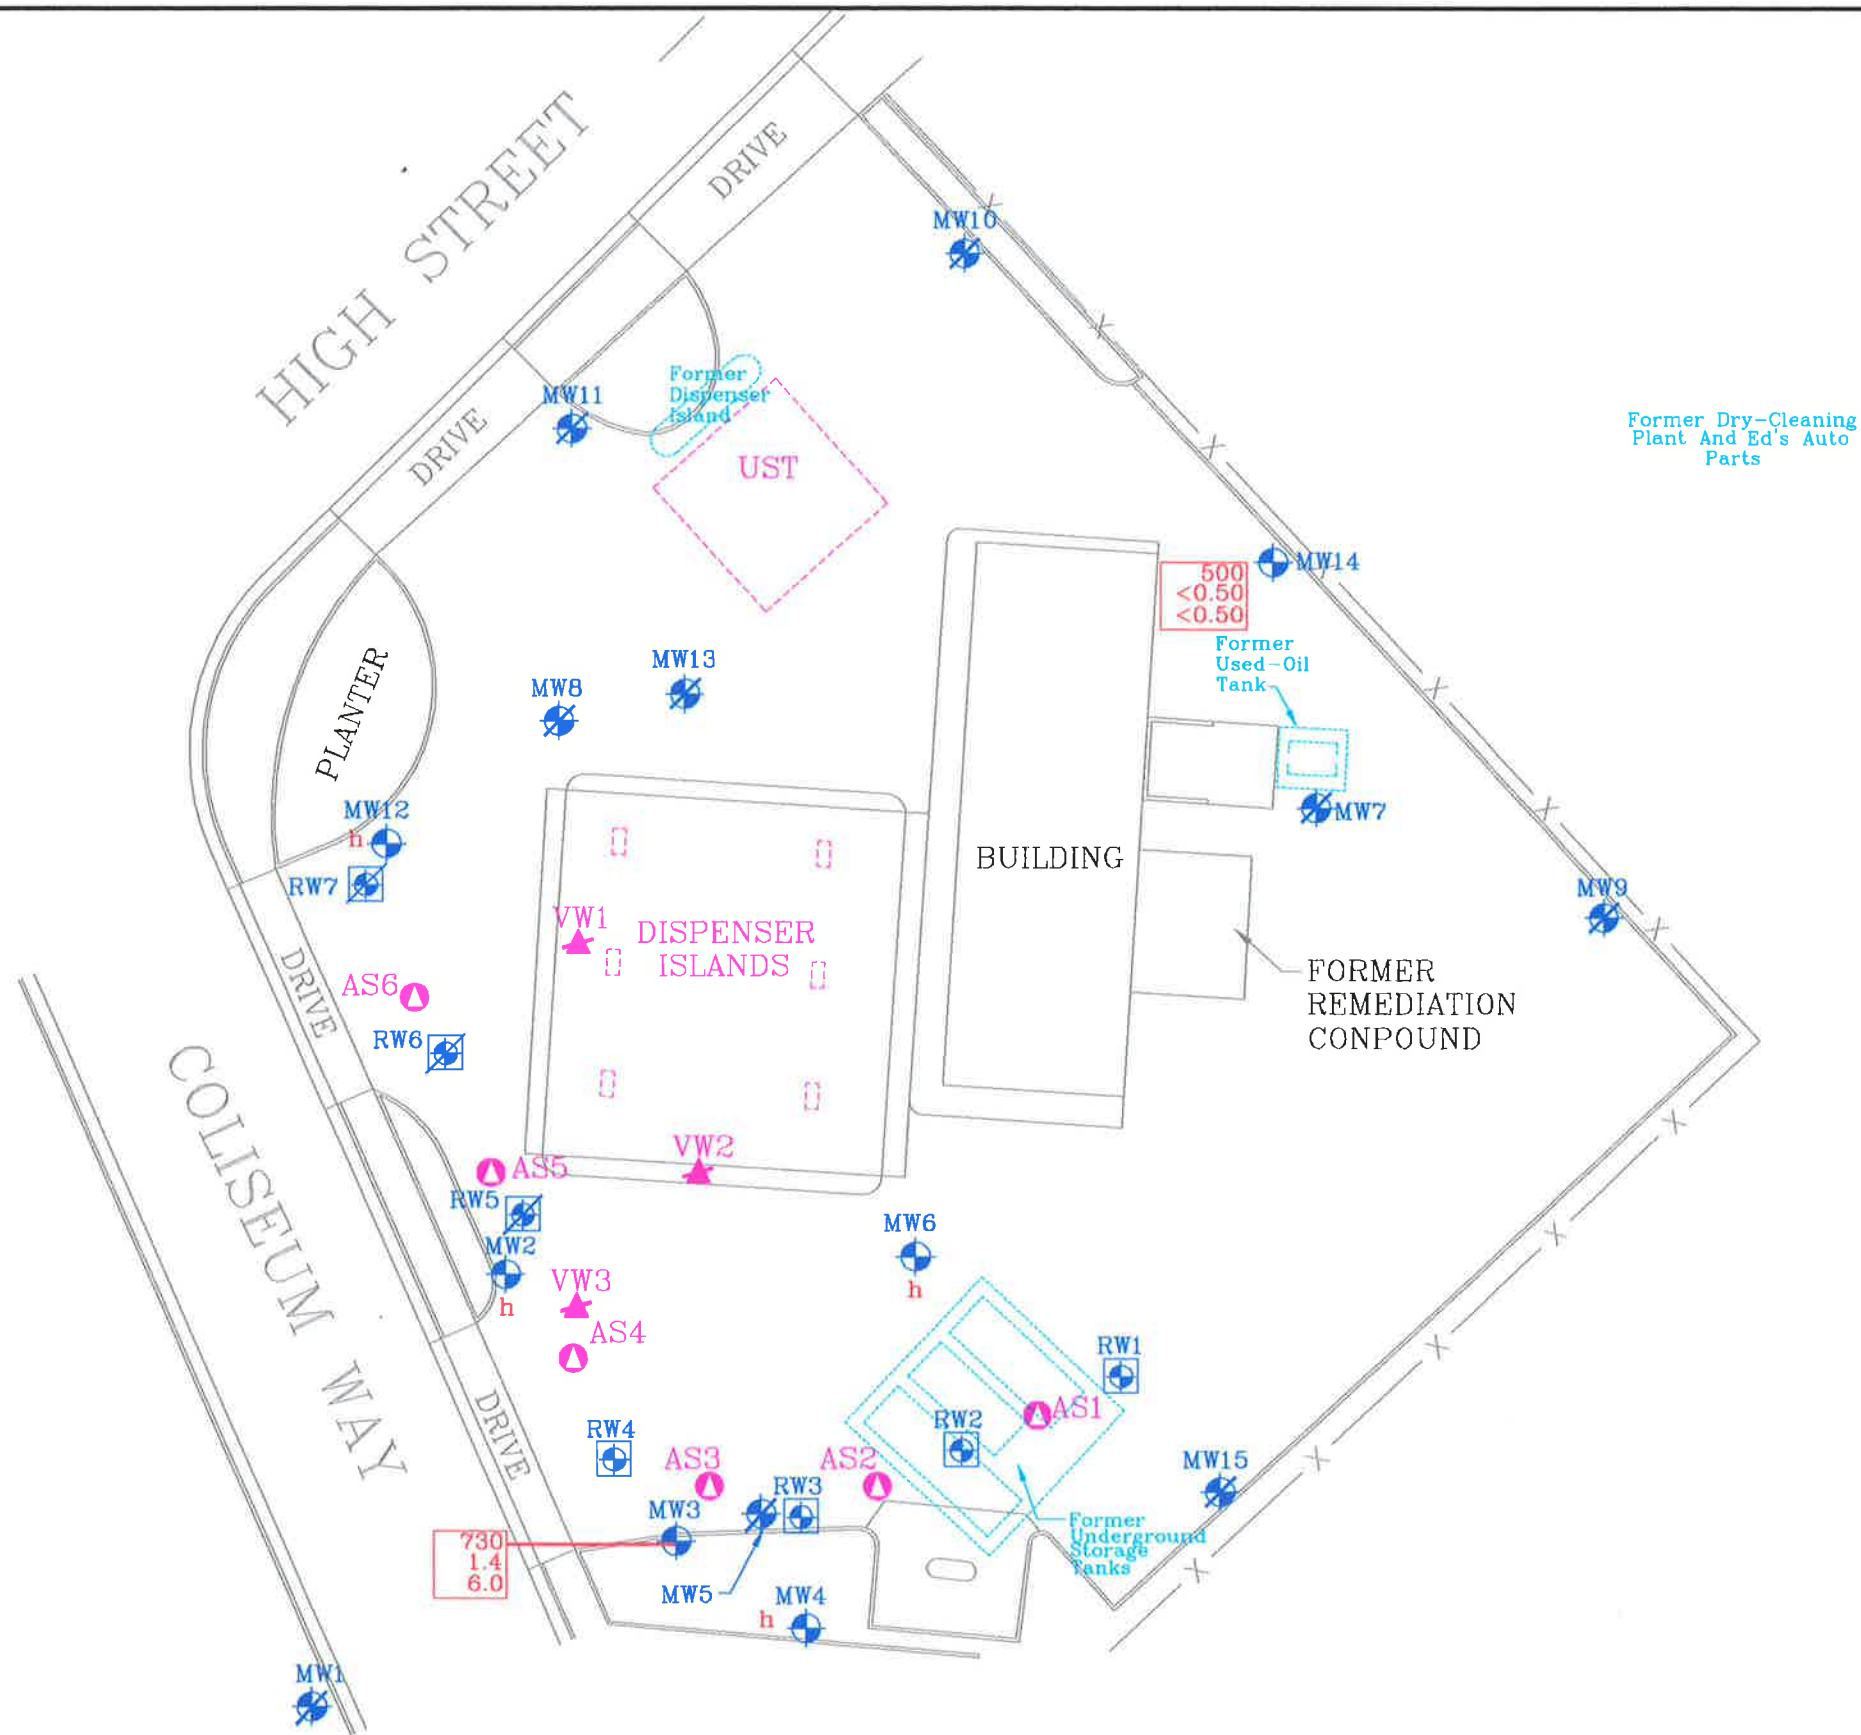 HIGH STREET
DRIVE
MW10
Former
Dispenser
Island
MW11
DRIVE
Former Dry-Cleaning
Plant And Ed's Auto
Parts
UST
MW14
500
<0.50
<0.50
Former
Used-Oil
Tank
MW13
MW8
PLANTER
MW12
h
MW7
RW7
BUILDING
MW9
VW1
DISPENSER
ISLANDS
AS6
DRIVE
FORMER
REMEDIATION
CONPOUND
RW6
COLISEUM WAY
VW2
AS5
RW5
MW6
h
MW2
h
VW3
AS4
RW1
AS1
RW2
RW4
DRIVE
AS3
AS2
MW15
RW3
MW3
Former
Underground
Storage
Tanks
730
1.4
6.0
MW5
MW4
h
MW1
X
X
X
X
X
X
X
X
X
X
X
X
X